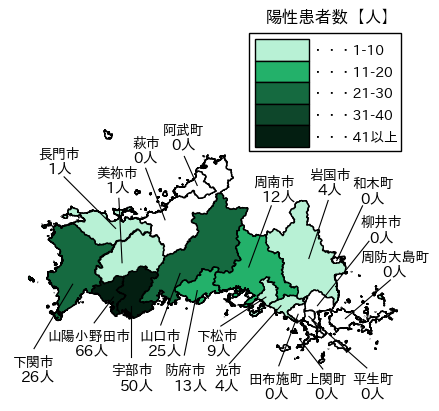 陽性患者数【人】
・・・1-10
・・・11-20
・・・21-30
・・・31-40
・・・41以上
阿武町
0人
萩市
0人
長門市
1人
美祢市
1人
周南市
12人
岩国市
4人
和木町
0人
柳井市
0人
周防大島町
0人
山陽小野田市
66人
山口市
25人
下松市
9人
下関市
26人
宇部市
50人
防府市
13人
光市
4人
田布施町
0人
上関町
0人
平生町
0人